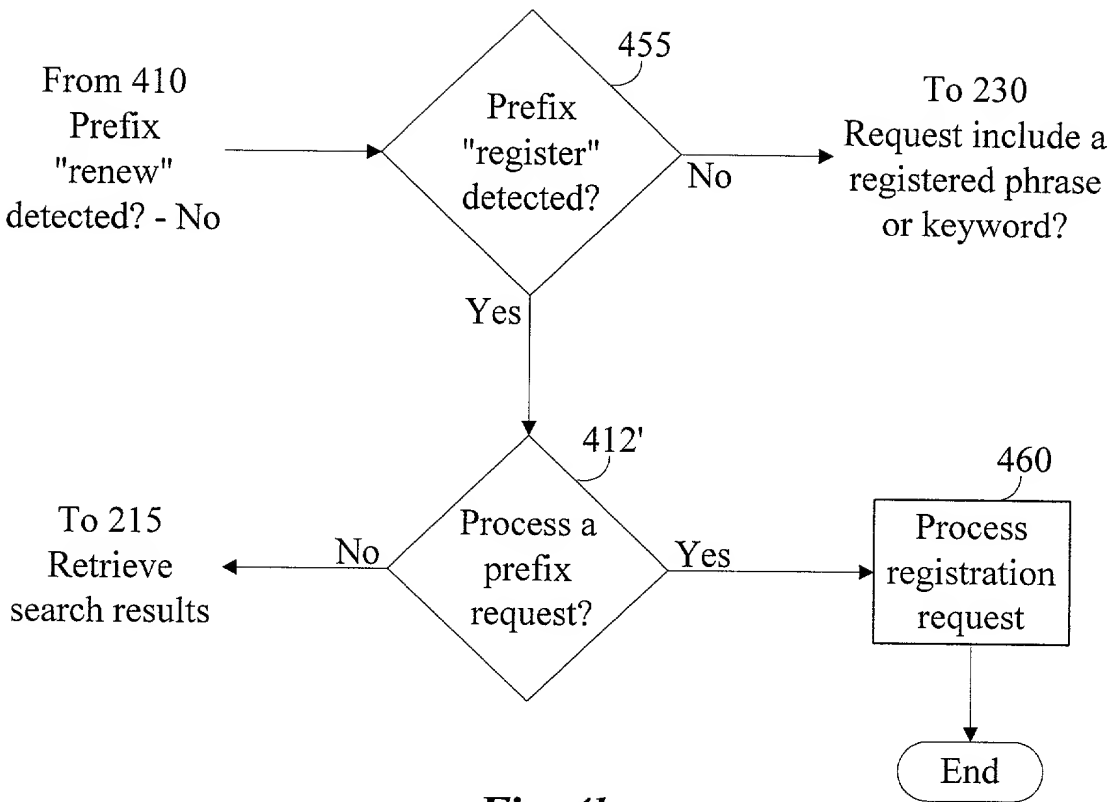 From 410
Prefix
"renew"
detected? - No
455
Prefix
"register"
detected?
No
To 230
Request include a
registered phrase
or keyword?
Yes
412'
Process a
prefix
request?
No
To 215
Retrieve
search results
Yes
460
Process
registration
request
End